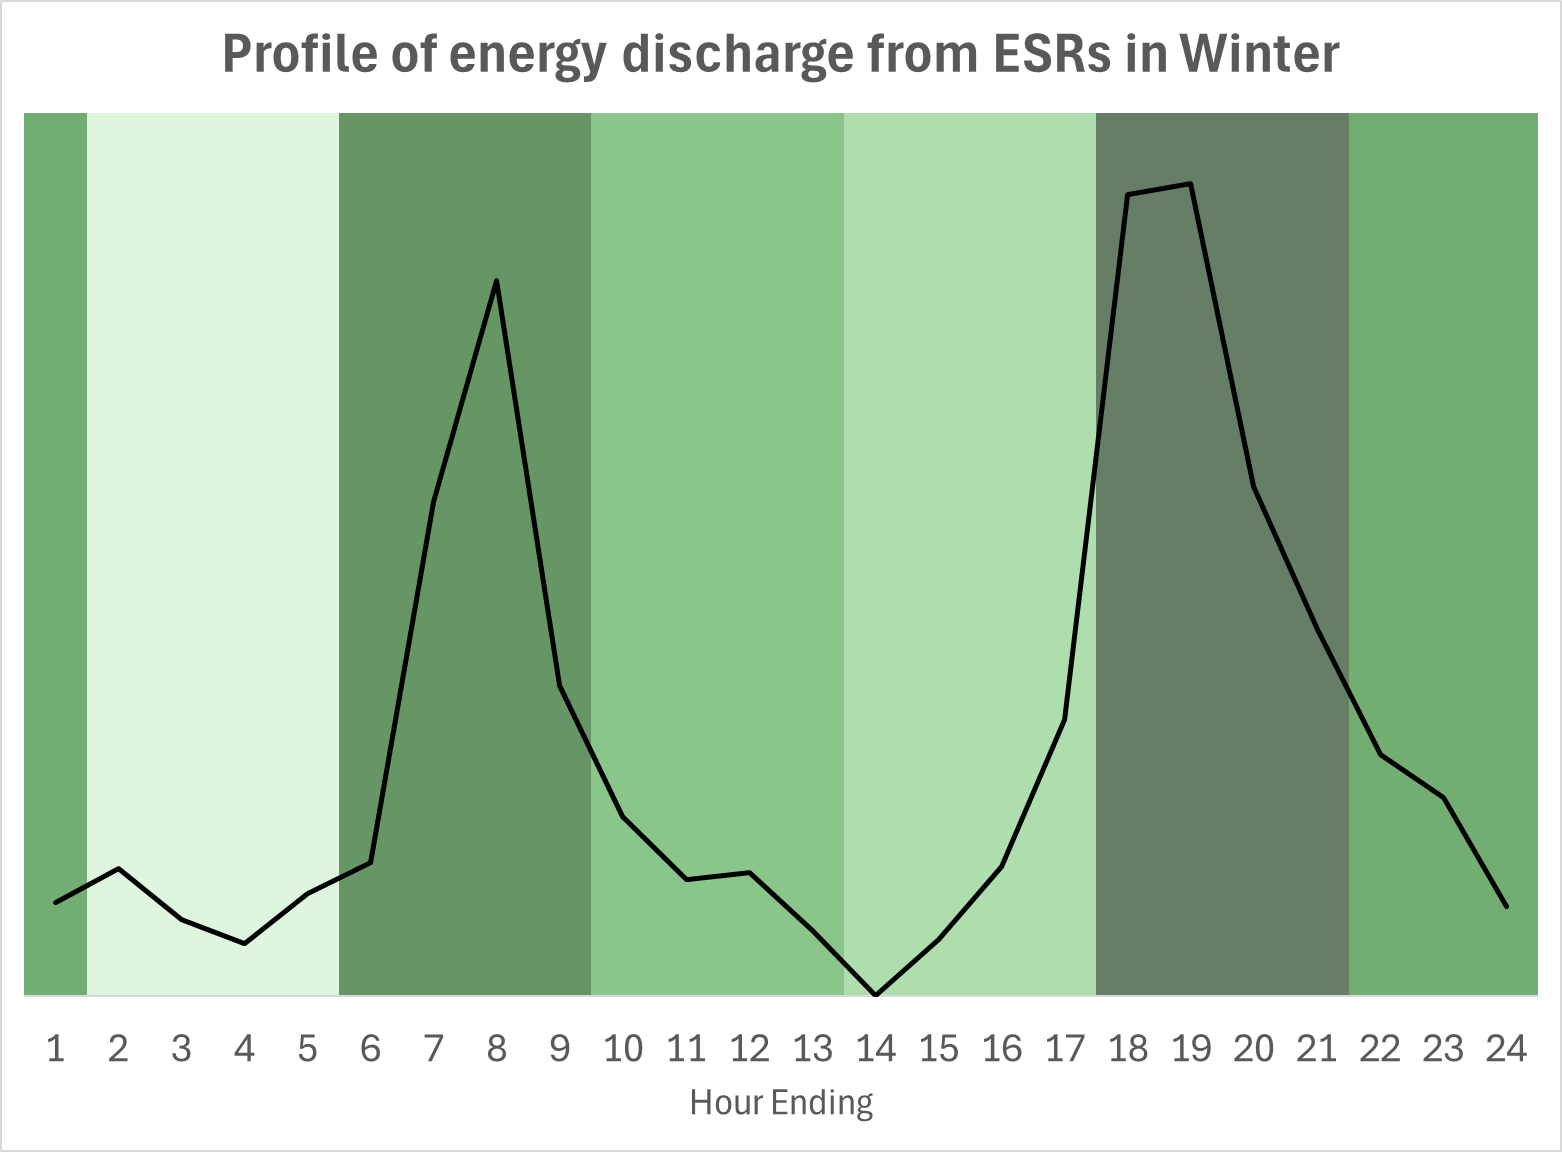 Profile of energy discharge from ESRs in Winter
1 2 3 4 5 6 7 8 9 10 11 12 13 14 15 16 17 18 19 20 21 22 23 24
Hour Ending